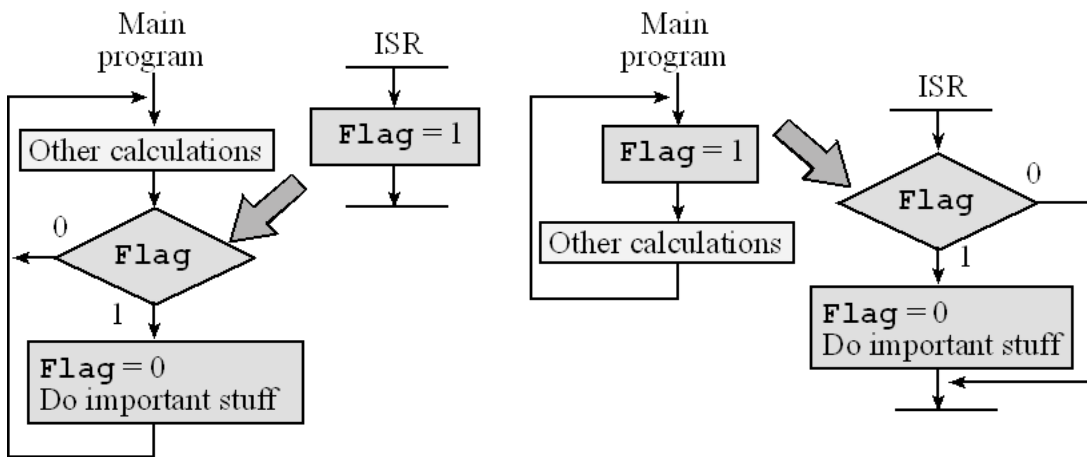 Main
program
Other calculations
Flag
0
1
Flag = 0
Do important stuff
ISR
Flag = 1
Main
program
Flag = 1
Other calculations
ISR
Flag
0
1
Flag = 0
Do important stuff